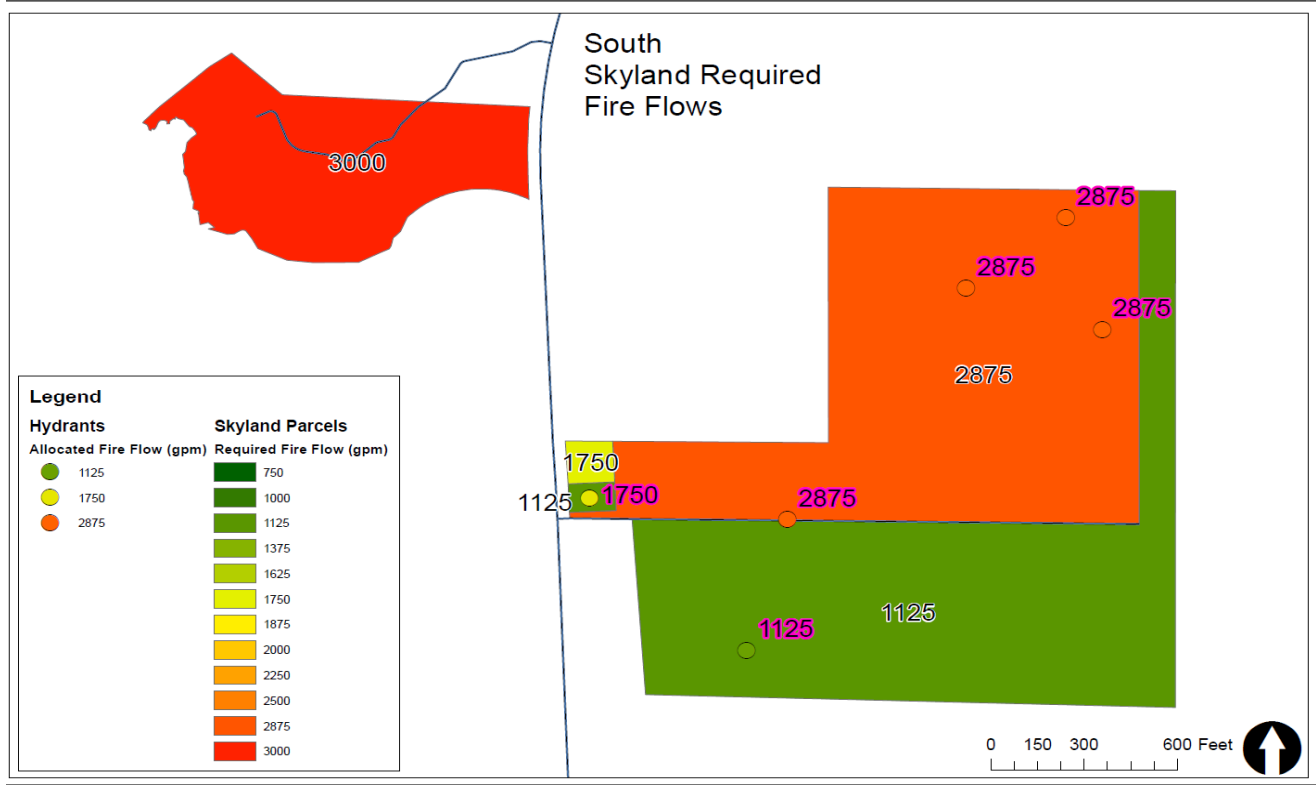 South
Skyland Required
Fire Flows
3000
2875
2875
2875
2875
1750
1125
1750
2875
1125
1125
Legend
Hydrants
Allocated Fire Flow (gpm)
1125
1750
2875
Skyland Parcels
Required Fire Flow (gpm)
750
1000
1125
1375
1625
1750
1875
2000
2250
2500
2875
3000
0 150 300 600 Feet